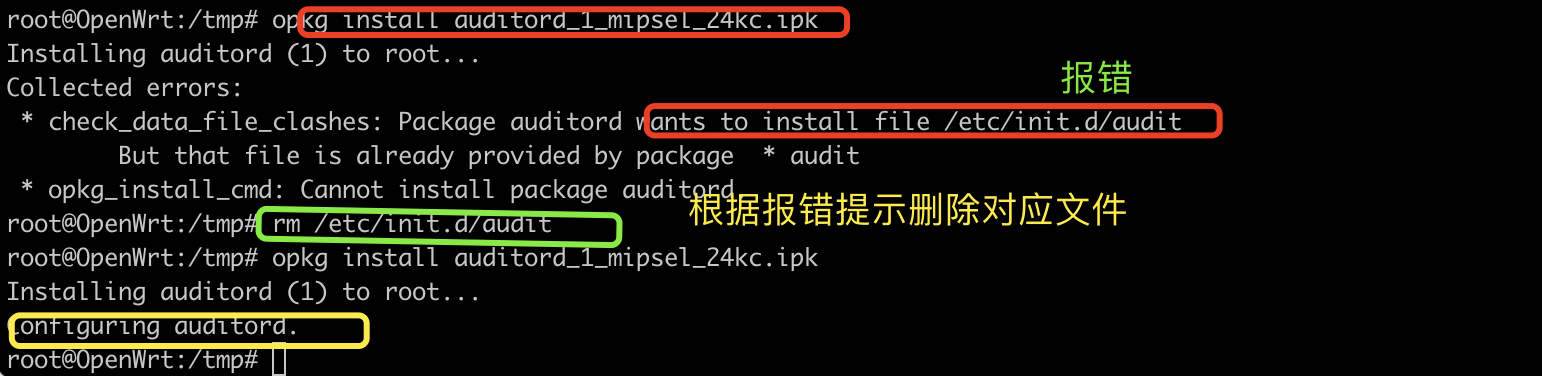 root@OpenWrt:/tmp# opkg install auditord_1_mipsel_24kc.ipk
Installing auditord (1) to root...
报错
Collected errors:
 * check_data_file_clashes: Package auditord wants to install file /etc/init.d/audit
        But that file is already provided by package  * audit
 * opkg_install_cmd: Cannot install package auditord.
根据报错提示删除对应文件
root@OpenWrt:/tmp# rm /etc/init.d/audit
root@OpenWrt:/tmp# opkg install auditord_1_mipsel_24kc.ipk
Installing auditord (1) to root...
Configuring auditord.
root@OpenWrt:/tmp#